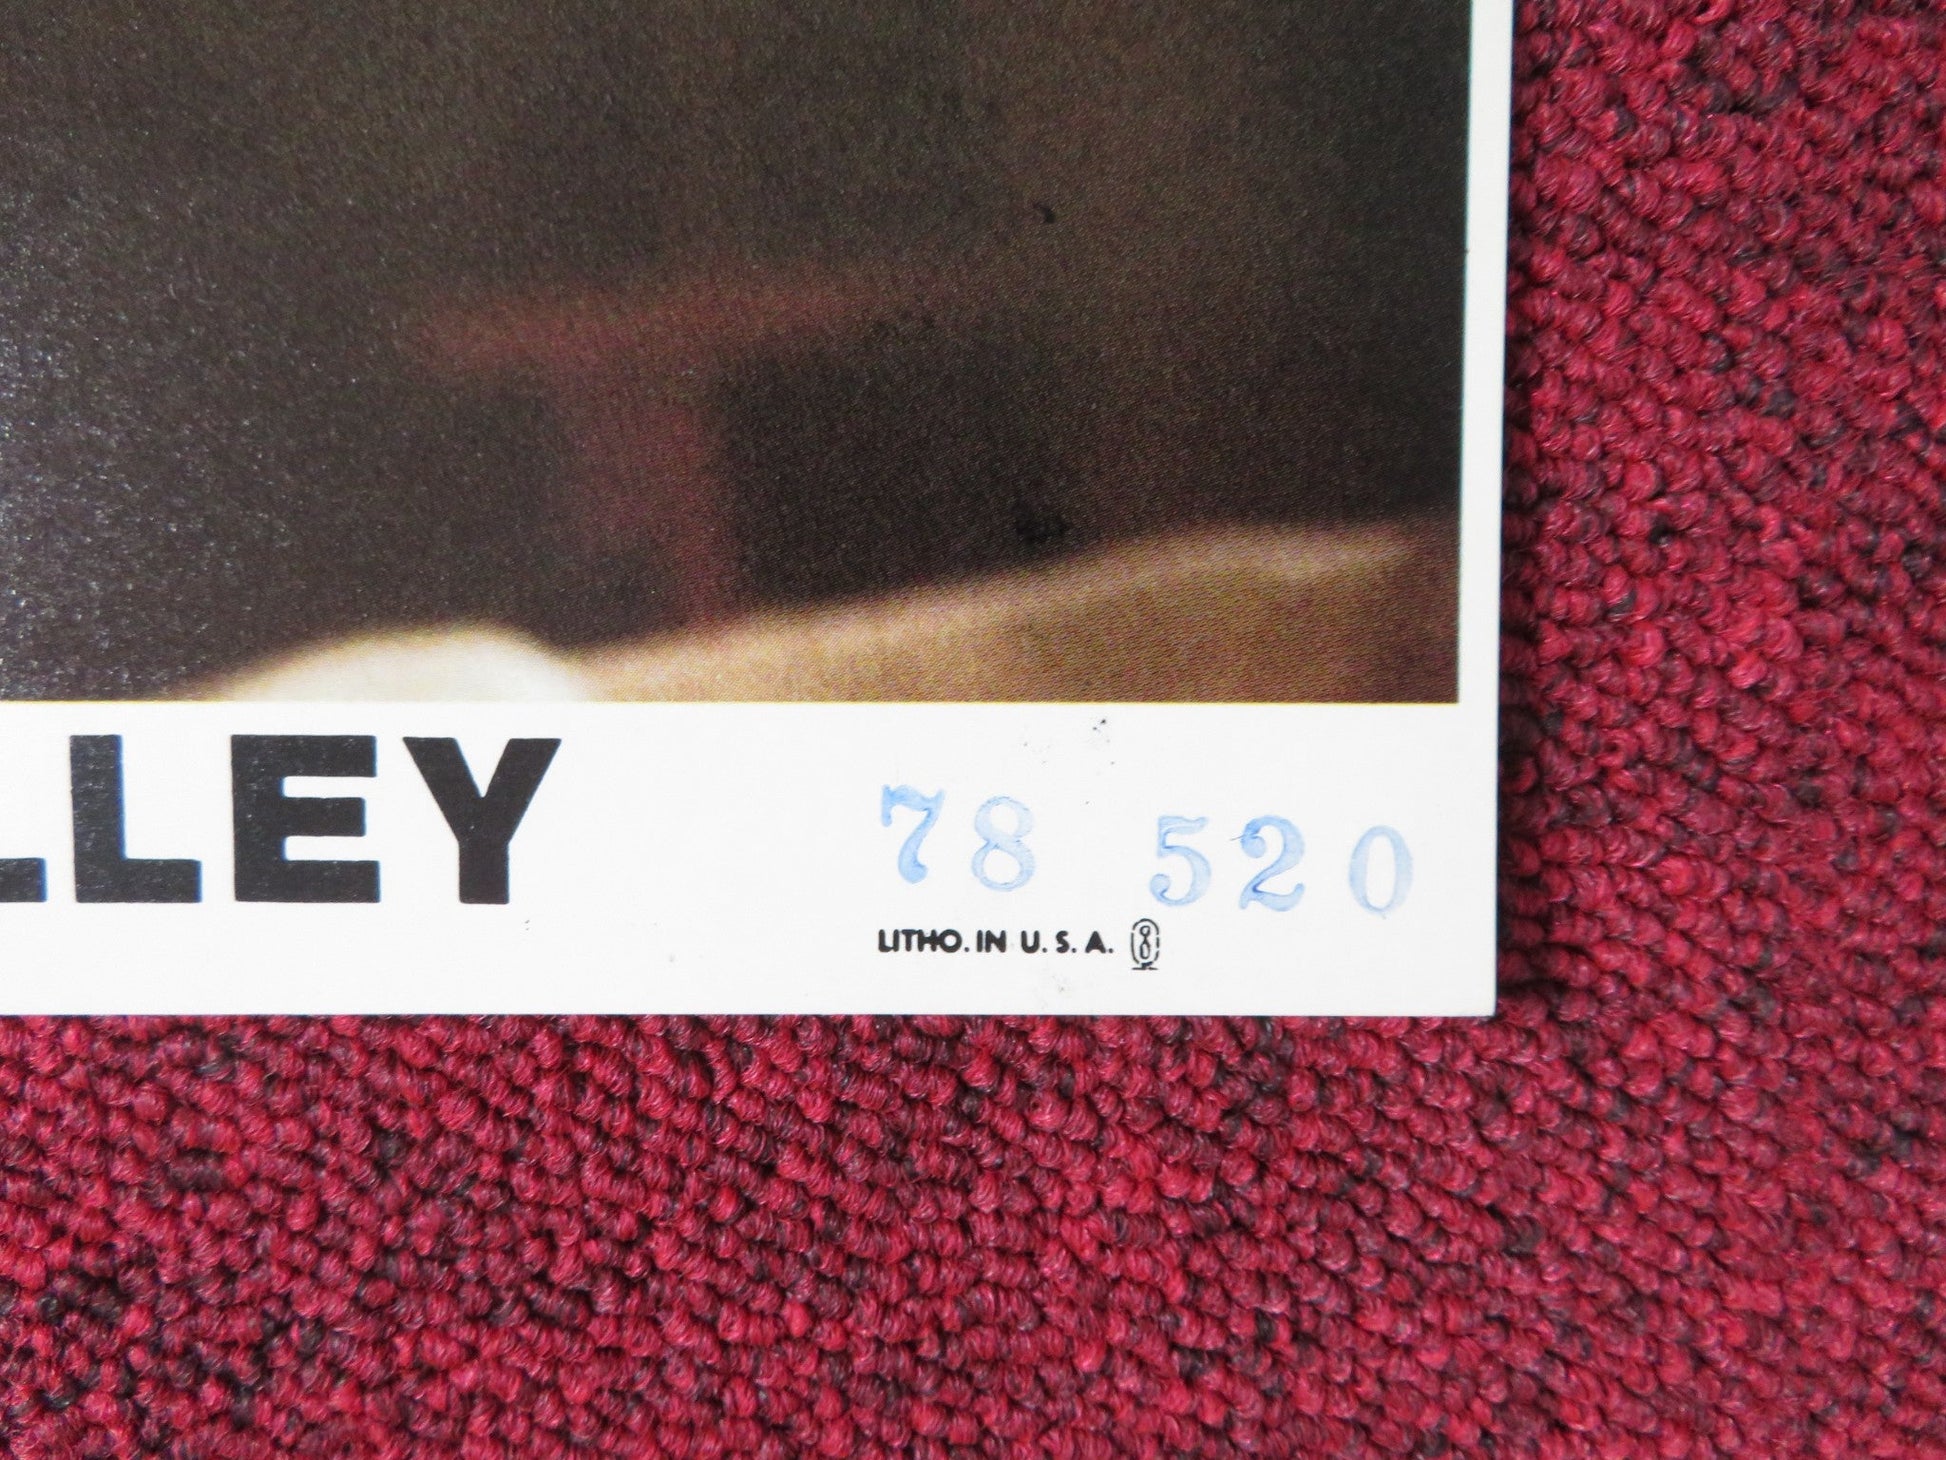 LLEY
78 520
LITHO. IN U. S. A.